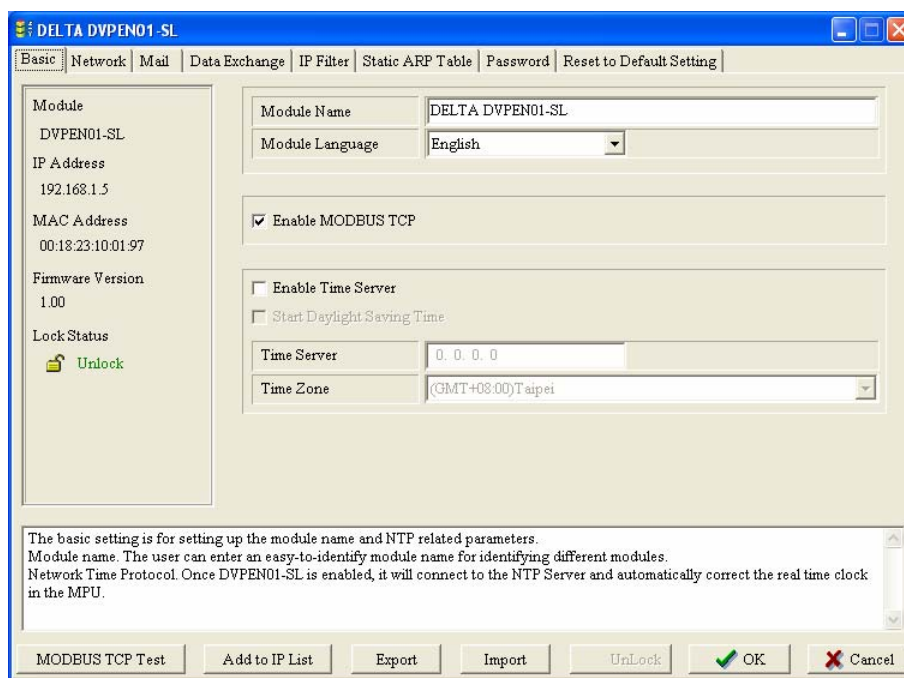 DELTA DVPEN01-SL
Basic Network Mail Data Exchange IP Filter Static ARP Table Password Reset to Default Setting
Module
DVPEN01-SL
IP Address
192.168.1.5
MAC Address
00:18:23:10:01:97
Firmware Version
1.00
Lock Status
Unlock
Module Name DELTA DVPEN01-SL
Module Language English
Enable MODBUS TCP
Enable Time Server
Start Daylight Saving Time
Time Server 0. 0. 0. 0
Time Zone (GMT+08:00)Taipei
The basic setting is for setting up the module name and NTP related parameters.
Module name. The user can enter an easy-to-identify module name for identifying different modules.
Network Time Protocol. Once DVPEN01-SL is enabled, it will connect to the NTP Server and automatically correct the real time clock
in the MPU.
MODBUS TCP Test Add to IP List Export Import UnLock OK Cancel